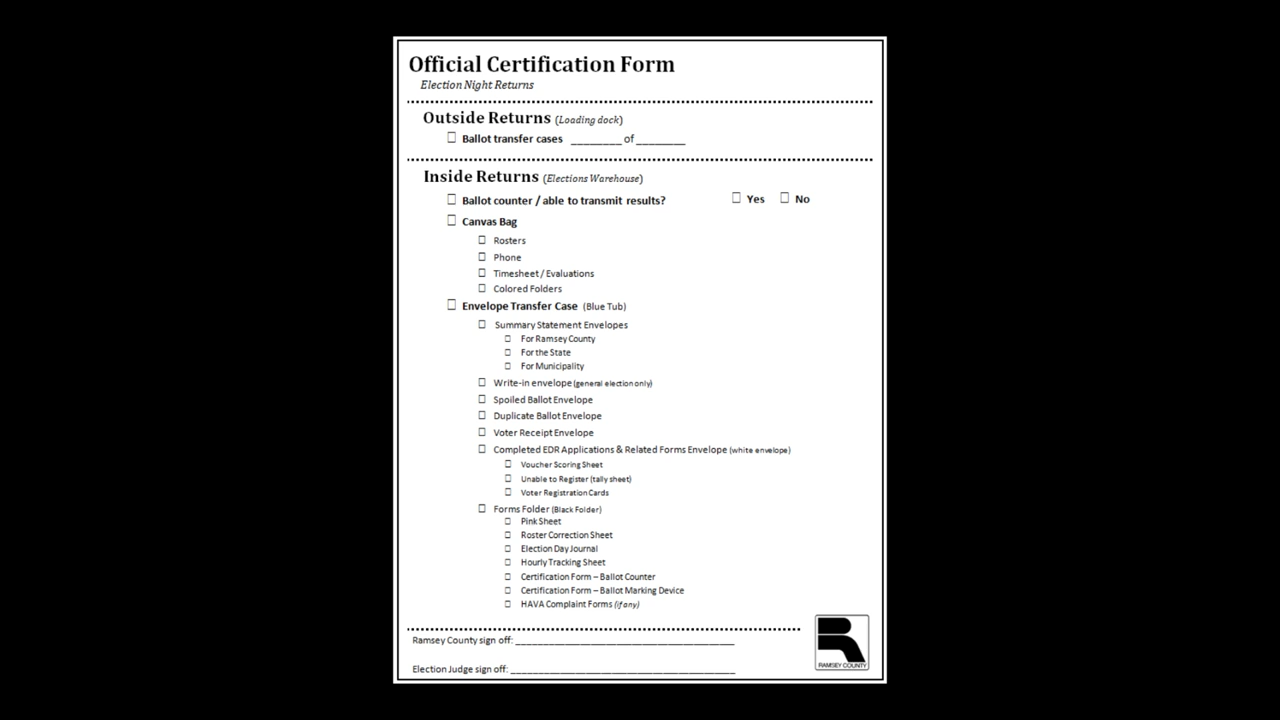 Official Certification Form
Election Night Returns
Outside Returns (Loading dock)
☐ Ballot transfer cases ________ of ________
Inside Returns (Elections Warehouse)
☐ Ballot counter / able to transmit results? ☐ Yes ☐ No
☐ Canvas Bag
☐ Rosters
☐ Phone
☐ Timesheet / Evaluations
☐ Colored Folders
☐ Envelope Transfer Case (Blue Tub)
☐ Summary Statement Envelopes
☐ For Ramsey County
☐ For the State
☐ For Municipality
☐ Write-in envelope (general election only)
☐ Spoiled Ballot Envelope
☐ Duplicate Ballot Envelope
☐ Voter Receipt Envelope
☐ Completed EDR Applications & Related Forms Envelope (white envelope)
☐ Voucher Scoring Sheet
☐ Unable to Register (tally sheet)
☐ Voter Registration Cards
☐ Forms Folder (Black Folder)
☐ Pink Sheet
☐ Roster Correction Sheet
☐ Election Day Journal
☐ Hourly Tracking Sheet
☐ Certification Form – Ballot Counter
☐ Certification Form – Ballot Marking Device
☐ HAVA Complaint Forms (if any)
Ramsey County sign off: ____________________
Election Judge sign off: ____________________
RAMSEY COUNTY